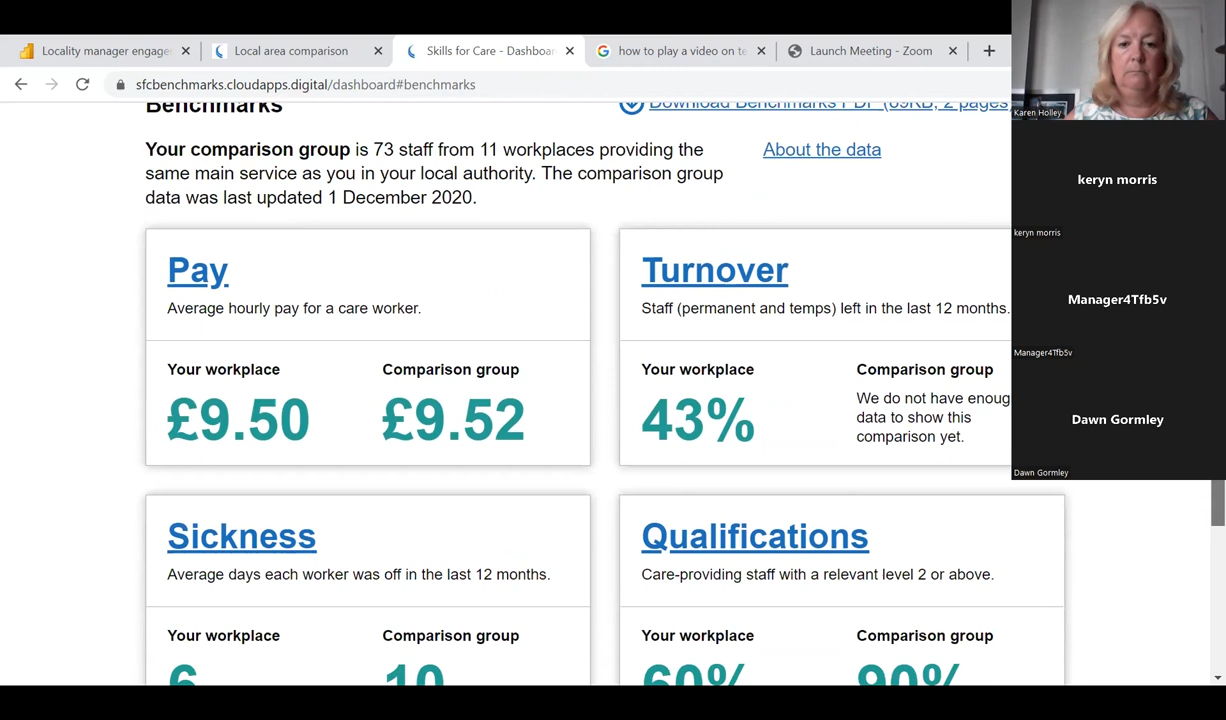 Locality manager engage
Local area comparison
Skills for Care - Dashboar
how to play a video on te
Launch Meeting - Zoom
sfcbenchmarks.cloudapps.digital/dashboard#benchmarks
Benchmarks
Download Benchmarks PDF (89KB, 2 pages
Your comparison group is 73 staff from 11 workplaces providing the
same main service as you in your local authority. The comparison group
data was last updated 1 December 2020.
About the data
Pay
Average hourly pay for a care worker.
Your workplace
Comparison group
£9.50
£9.52
Turnover
Staff (permanent and temps) left in the last 12 months.
Your workplace
Comparison group
43%
We do not have enoug
data to show this
comparison yet.
Sickness
Average days each worker was off in the last 12 months.
Your workplace
Comparison group
6
10
Qualifications
Care-providing staff with a relevant level 2 or above.
Your workplace
Comparison group
60%
90%
Karen Holley
keryn morris
keryn morris
Manager4Tfb5v
Manager4Tfb5v
Dawn Gormley
Dawn Gormley